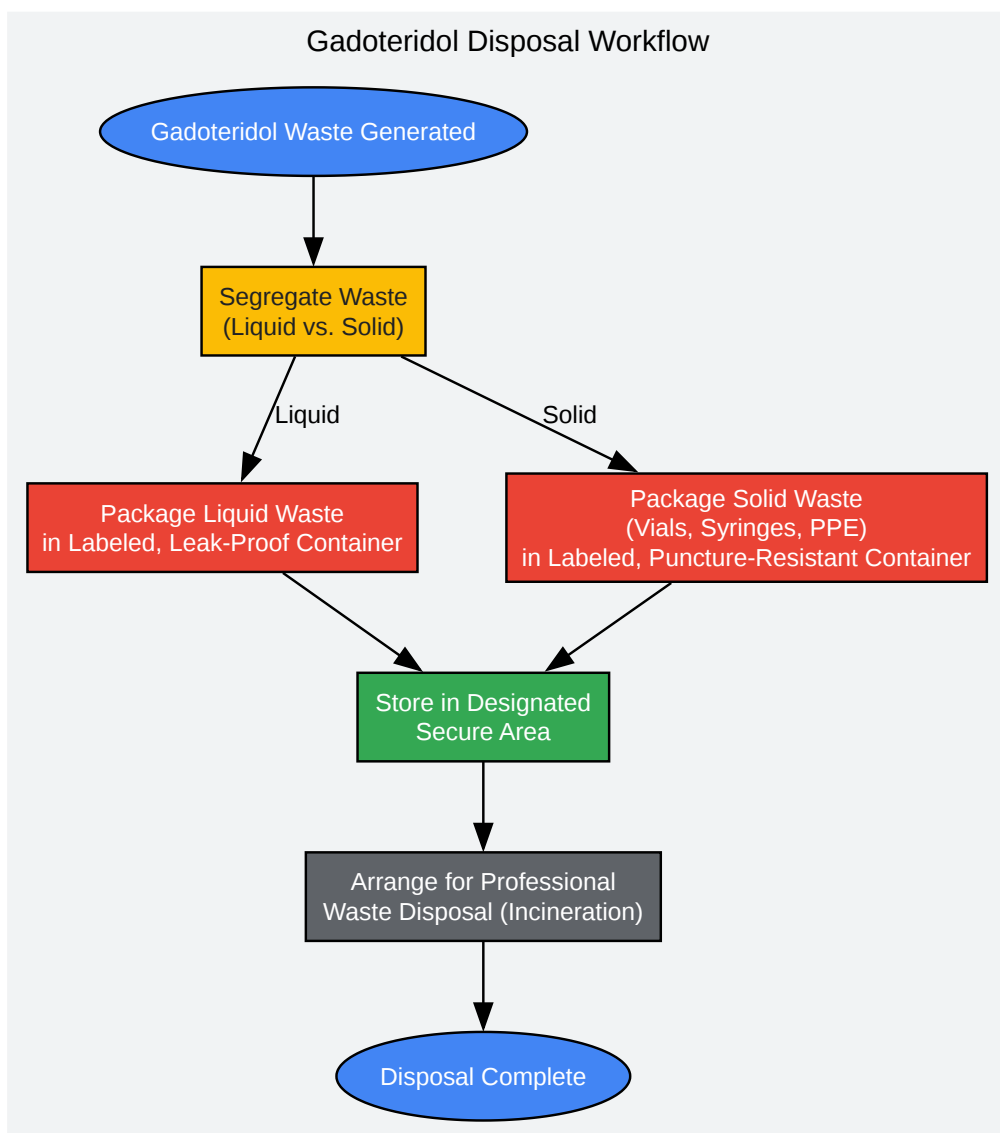 Gadoteridol Disposal Workflow
Gadoteridol Waste Generated
Segregate Waste
(Liquid vs. Solid)
Liquid
Solid
Package Liquid Waste
in Labeled, Leak-Proof Container
Package Solid Waste
(Vials, Syringes, PPE)
in Labeled, Puncture-Resistant Container
Store in Designated
Secure Area
Arrange for Professional
Waste Disposal (Incineration)
Disposal Complete